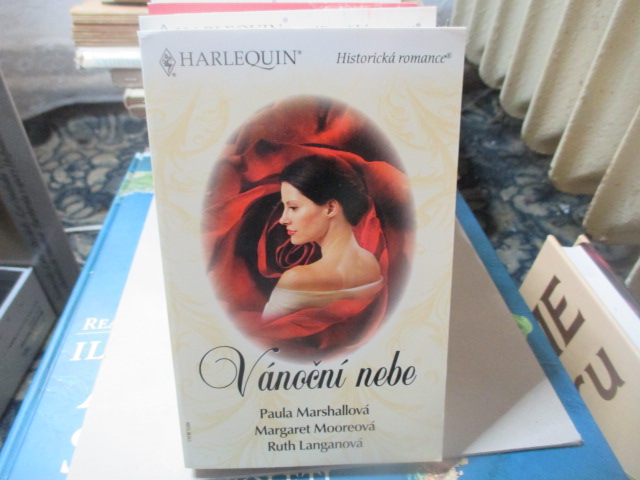 HARLEQUIN®
Historická romance®
Vánoční nebe
Paula Marshallová
Margaret Mooreová
Ruth Langanová